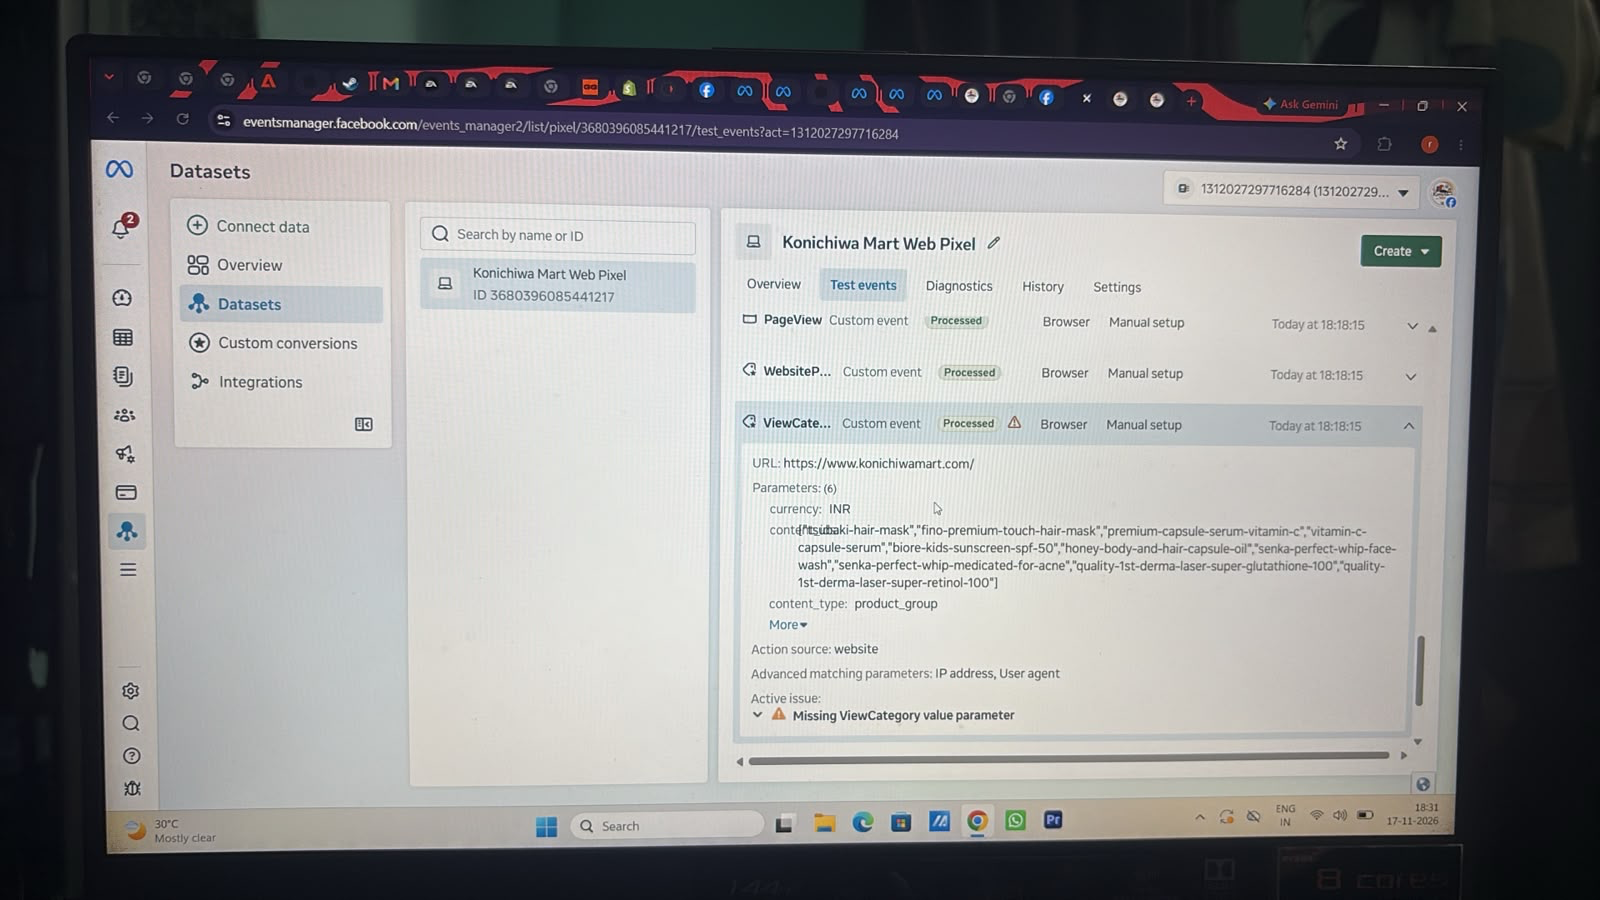 Ask Gemini
eventsmanager.facebook.com/events_manager2/list/pixel/3680396085441217/test_events?act=1312027297716284
Datasets
1312027297716284 (131202729...
2
Connect data
Overview
Datasets
Custom conversions
Integrations
Search by name or ID
Konichiwa Mart Web Pixel
ID 3680396085441217
Konichiwa Mart Web Pixel
Create
Overview Test events Diagnostics History Settings
PageView Custom event Processed Browser Manual setup Today at 18:18:15
WebsiteP... Custom event Processed Browser Manual setup Today at 18:18:15
ViewCate... Custom event Processed Browser Manual setup Today at 18:18:15
URL: https://www.konichiwamart.com/
Parameters: (6)
currency: INR
["tsubaki-hair-mask","fino-premium-touch-hair-mask","premium-capsule-serum-vitamin-c","vitamin-c-
capsule-serum","biore-kids-sunscreen-spf-50","honey-body-and-hair-capsule-oil","senka-perfect-whip-face-
wash","senka-perfect-whip-medicated-for-acne","quality-1st-derma-laser-super-glutathione-100","quality-
1st-derma-laser-super-retinol-100"]
content_type: product_group
More
Action source: website
Advanced matching parameters: IP address, User agent
Active issue:
Missing ViewCategory value parameter
30°C
Mostly clear
Search
Pr
ENG
IN
18:31
17-11-2026